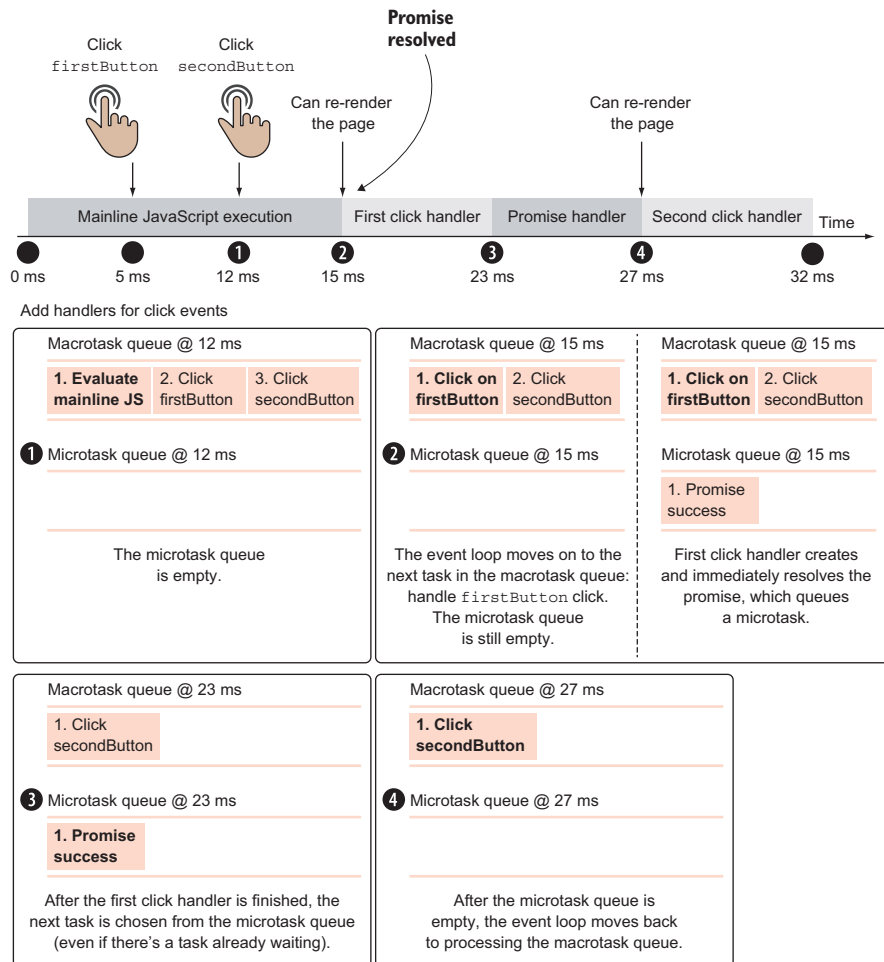 Promise
resolved
Click
firstButton
Click
secondButton
Can re-render
the page
Can re-render
the page
Mainline JavaScript execution
First click handler
Promise handler
Second click handler
Time
1
2
3
4
0 ms
5 ms
12 ms
15 ms
23 ms
27 ms
32 ms
Add handlers for click events
Macrotask queue @ 12 ms
1. Evaluate
mainline JS
2. Click
firstButton
3. Click
secondButton
1
Microtask queue @ 12 ms
The microtask queue
is empty.
Macrotask queue @ 15 ms
1. Click on
firstButton
2. Click
secondButton
2
Microtask queue @ 15 ms
The event loop moves on to the
next task in the macrotask queue:
handle firstButton click.
The microtask queue
is still empty.
Macrotask queue @ 15 ms
1. Click on
firstButton
2. Click
secondButton
Microtask queue @ 15 ms
1. Promise
success
First click handler creates
and immediately resolves the
promise, which queues
a microtask.
Macrotask queue @ 23 ms
1. Click
secondButton
3
Microtask queue @ 23 ms
1. Promise
success
After the first click handler is finished, the
next task is chosen from the microtask queue
(even if there's a task already waiting).
Macrotask queue @ 27 ms
1. Click
secondButton
4
Microtask queue @ 27 ms
After the microtask queue is
empty, the event loop moves back
to processing the macrotask queue.